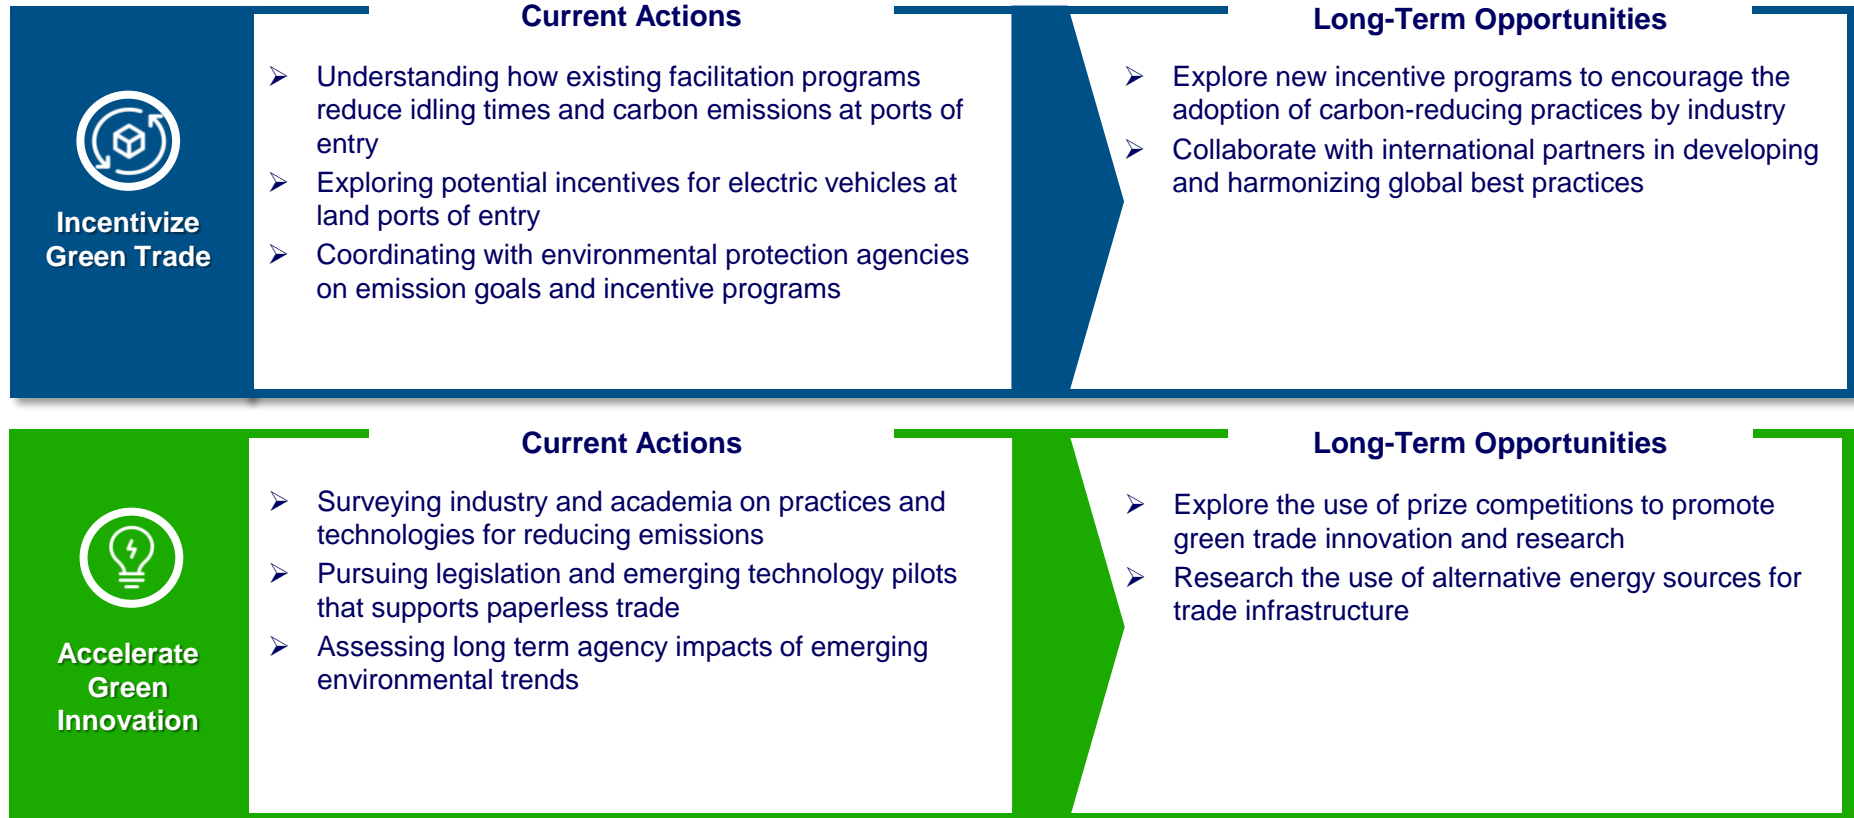 Current Actions
Long-Term Opportunities
Incentivize
Green Trade
➢ Understanding how existing facilitation programs
reduce idling times and carbon emissions at ports of
entry
➢ Exploring potential incentives for electric vehicles at
land ports of entry
➢ Coordinating with environmental protection agencies
on emission goals and incentive programs
➢ Explore new incentive programs to encourage the
adoption of carbon-reducing practices by industry
➢ Collaborate with international partners in developing
and harmonizing global best practices
Current Actions
Long-Term Opportunities
Accelerate
Green
Innovation
➢ Surveying industry and academia on practices and
technologies for reducing emissions
➢ Pursuing legislation and emerging technology pilots
that supports paperless trade
➢ Assessing long term agency impacts of emerging
environmental trends
➢ Explore the use of prize competitions to promote
green trade innovation and research
➢ Research the use of alternative energy sources for
trade infrastructure